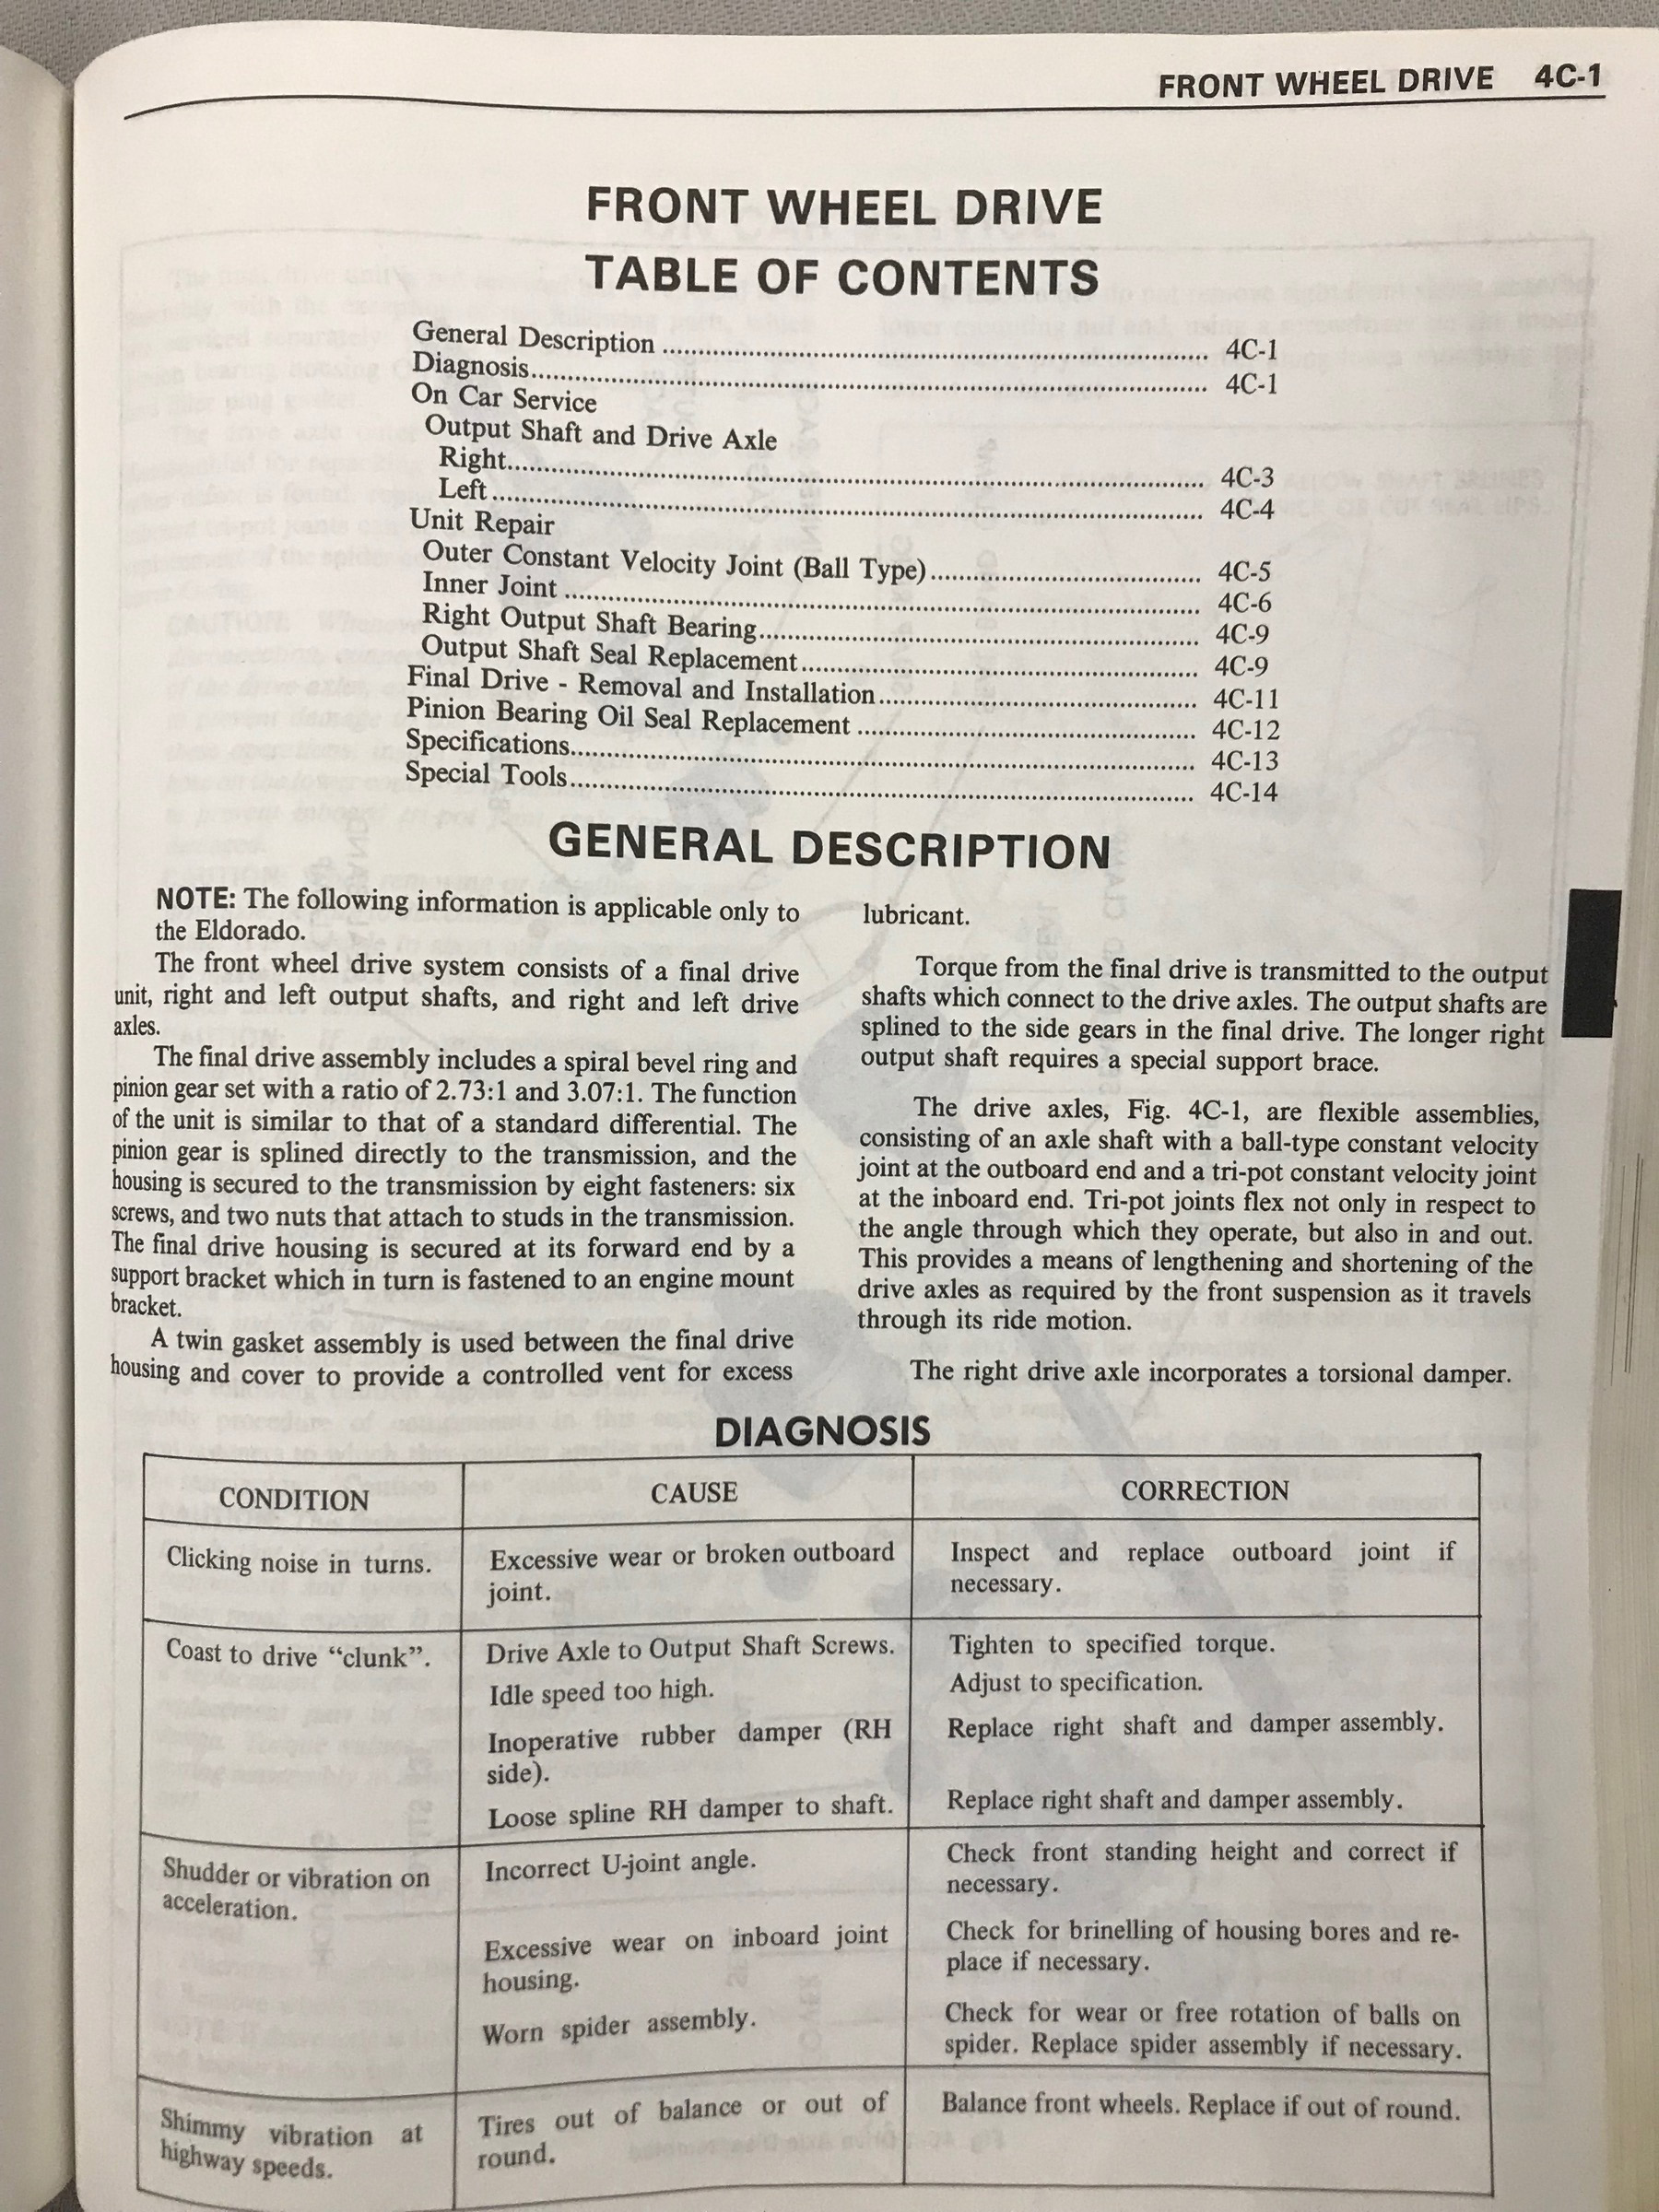 FRONT WHEEL DRIVE 4C-1
FRONT WHEEL DRIVE
TABLE OF CONTENTS
General Description ........ 4C-1
Diagnosis........ 4C-1
On Car Service
Output Shaft and Drive Axle
Right........ 4C-3
Left ........ 4C-4
Unit Repair
Outer Constant Velocity Joint (Ball Type)........ 4C-5
Inner Joint ........ 4C-6
Right Output Shaft Bearing........ 4C-9
Output Shaft Seal Replacement........ 4C-9
Final Drive - Removal and Installation........ 4C-11
Pinion Bearing Oil Seal Replacement ........ 4C-12
Specifications........ 4C-13
Special Tools........ 4C-14
GENERAL DESCRIPTION
NOTE: The following information is applicable only to
the Eldorado.
The front wheel drive system consists of a final drive
unit, right and left output shafts, and right and left drive
axles.
The final drive assembly includes a spiral bevel ring and
pinion gear set with a ratio of 2.73:1 and 3.07:1. The function
of the unit is similar to that of a standard differential. The
pinion gear is splined directly to the transmission, and the
housing is secured to the transmission by eight fasteners: six
screws, and two nuts that attach to studs in the transmission.
The final drive housing is secured at its forward end by a
support bracket which in turn is fastened to an engine mount
bracket.
A twin gasket assembly is used between the final drive
housing and cover to provide a controlled vent for excess
lubricant.
Torque from the final drive is transmitted to the output
shafts which connect to the drive axles. The output shafts are
splined to the side gears in the final drive. The longer right
output shaft requires a special support brace.
The drive axles, Fig. 4C-1, are flexible assemblies,
consisting of an axle shaft with a ball-type constant velocity
joint at the outboard end and a tri-pot constant velocity joint
at the inboard end. Tri-pot joints flex not only in respect to
the angle through which they operate, but also in and out.
This provides a means of lengthening and shortening of the
drive axles as required by the front suspension as it travels
through its ride motion.
The right drive axle incorporates a torsional damper.
DIAGNOSIS
CONDITION CAUSE CORRECTION
Clicking noise in turns.
Excessive wear or broken outboard
joint.
Inspect and replace outboard joint if
necessary.
Coast to drive “clunk”.
Drive Axle to Output Shaft Screws.
Tighten to specified torque.
Idle speed too high.
Adjust to specification.
Inoperative rubber damper (RH
side).
Replace right shaft and damper assembly.
Loose spline RH damper to shaft.
Replace right shaft and damper assembly.
Shudder or vibration on
acceleration.
Incorrect U-joint angle.
Check front standing height and correct if
necessary.
Excessive wear on inboard joint
housing.
Check for brinelling of housing bores and re-
place if necessary.
Worn spider assembly.
Check for wear or free rotation of balls on
spider. Replace spider assembly if necessary.
Shimmy vibration at
highway speeds.
Tires out of balance or out of
round.
Balance front wheels. Replace if out of round.